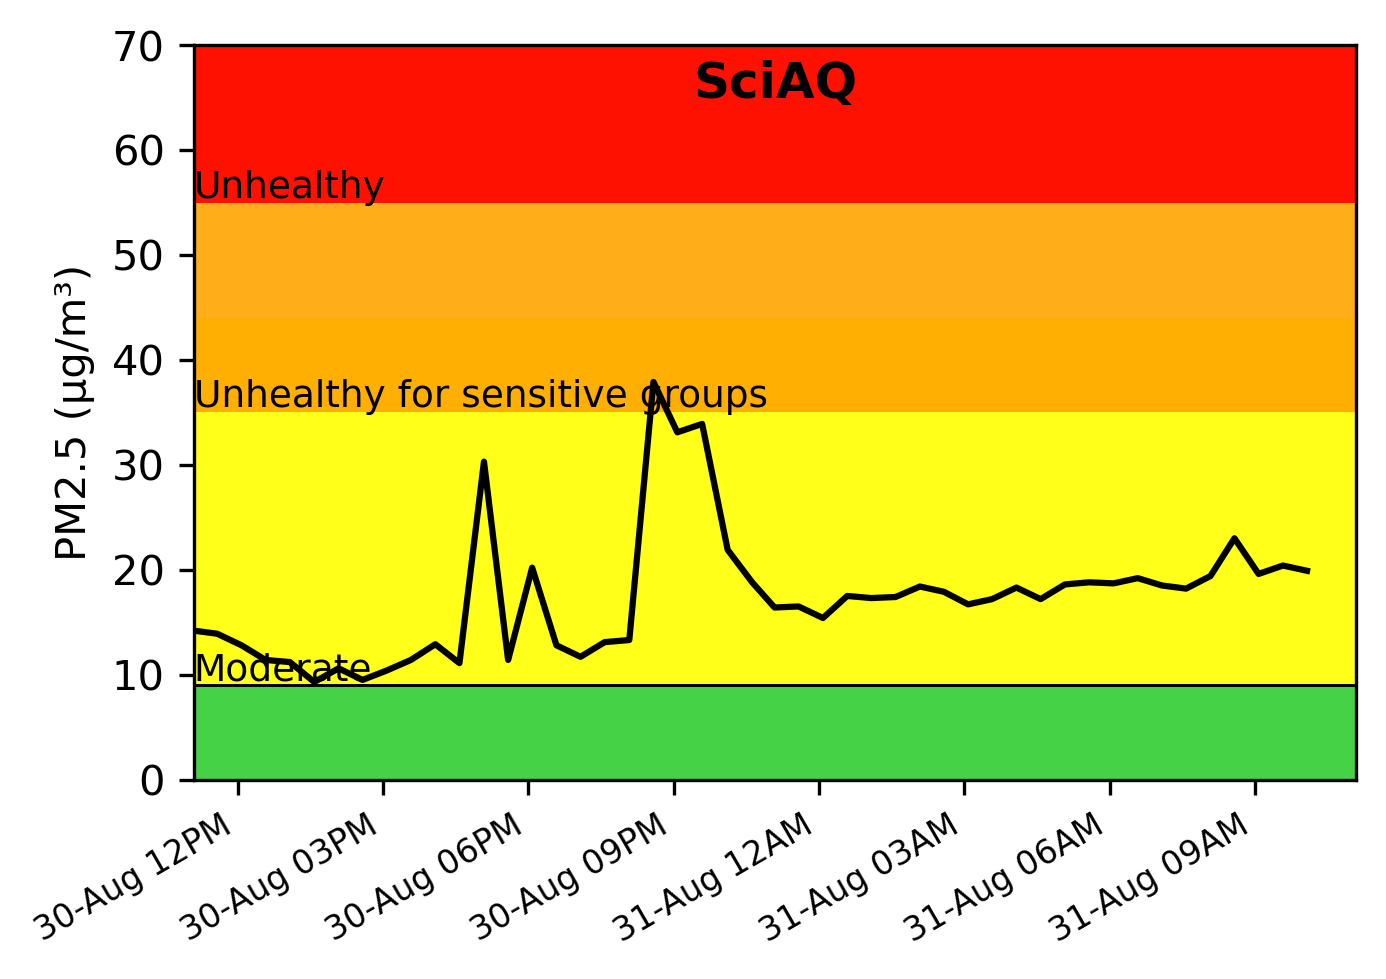 SciAQ
70
60
50
40
30
20
10
0
PM2.5 (µg/m³)
Unhealthy
Unhealthy for sensitive groups
Moderate
30-Aug 12PM
30-Aug 03PM
30-Aug 06PM
30-Aug 09PM
31-Aug 12AM
31-Aug 03AM
31-Aug 06AM
31-Aug 09AM